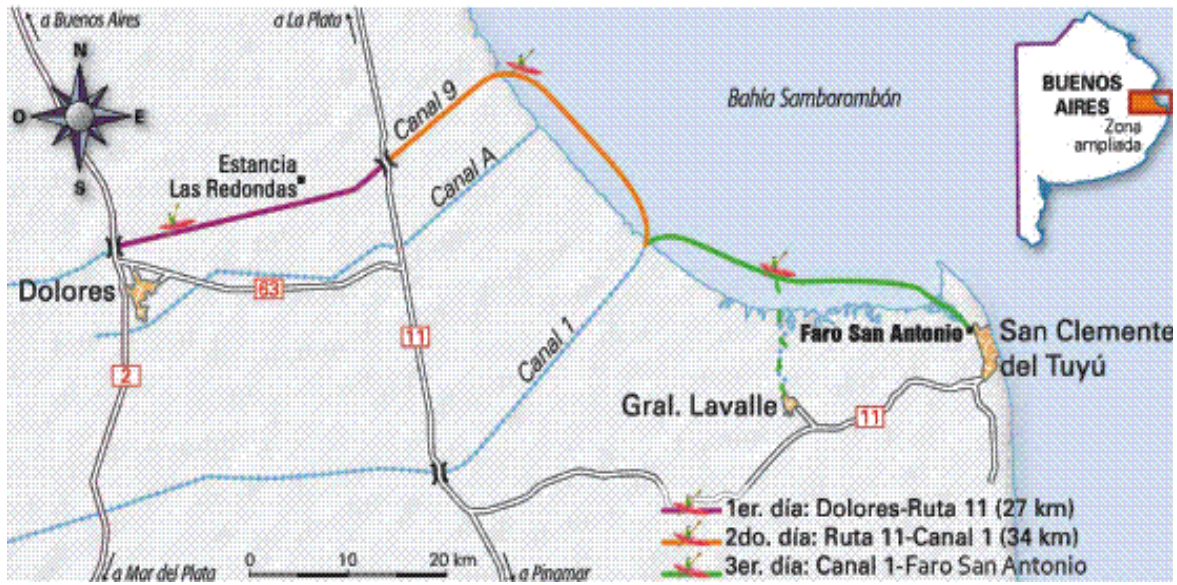 a Buenos Aires
a La Plata
N
O
E
S
Canal 9
Bahía Samborombón
BUENOS
AIRES
Zona
ampliada
Estancia
Las Redondas
Canal A
Dolores
63
11
2
Canal 1
Faro San Antonio
San Clemente
del Tuyú
Gral. Lavalle
11
1er. día: Dolores-Ruta 11 (27 km)
2do. día: Ruta 11-Canal 1 (34 km)
3er. día: Canal 1-Faro San Antonio
0 10 20 km
a Mar del Plata
a Pinamar